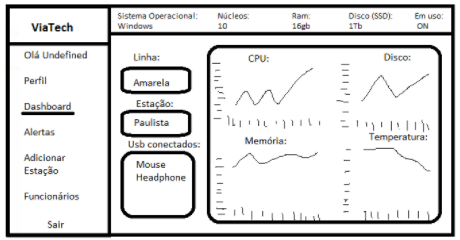 ViaTech
Sistema Operacional: Núcleos: Ram: Disco (SSD): Em uso:
Windows 10 16gb 1Tb ON
Olá Undefined
Perfil
Dashboard
Alertas
Adicionar
Estação
Funcionários
Sair
Linha:
Amarela
Estação:
Paulista
Usb conectados:
Mouse
Headphone
CPU:
Disco:
Memória:
Temperatura: